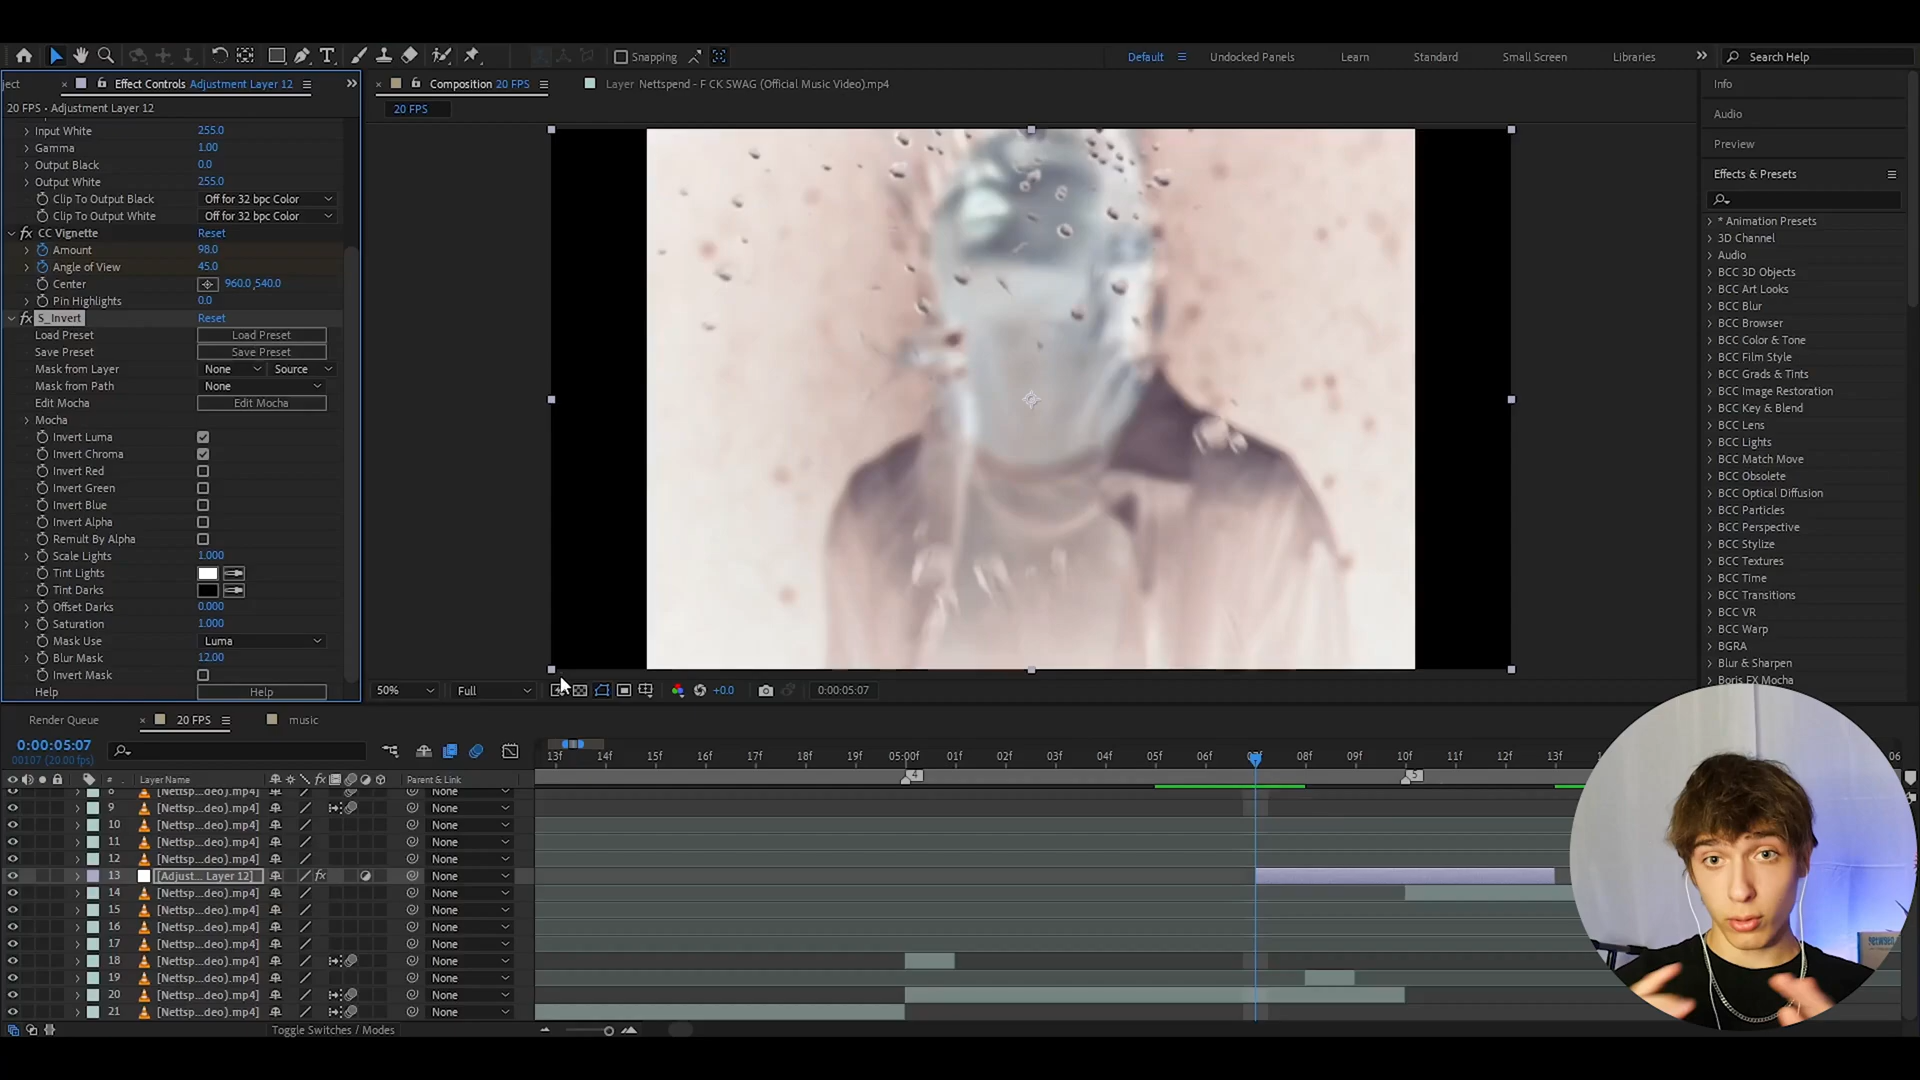 Snapping
Default
Undocked Panels
Learn
Standard
Small Screen
Libraries
Search Help
ject
Effect Controls Adjustment Layer 12
Composition 20 FPS
Layer Nettspend - F CK SWAG (Official Music Video).mp4
Info
20 FPS • Adjustment Layer 12
20 FPS
Audio
Input White 255.0
Gamma 1.00
Preview
Output Black 0.0
Output White 255.0
Effects & Presets
Clip To Output Black Off for 32 bpc Color
Clip To Output White Off for 32 bpc Color
fx CC Vignette Reset
Amount 98.0
Angle of View 45.0
Center 960.0,540.0
Pin Highlights 0.0
fx S_Invert Reset
Load Preset Load Preset
Save Preset Save Preset
Mask from Layer None Source
Mask from Path None
Edit Mocha Edit Mocha
Mocha
Invert Luma
Invert Chroma
Invert Red
Invert Green
Invert Blue
Invert Alpha
Remult By Alpha
Scale Lights 1.000
Tint Lights
Tint Darks
Offset Darks 0.000
Saturation 1.000
Mask Use Luma
Blur Mask 12.00
Invert Mask
Help Help
* Animation Presets
3D Channel
Audio
BCC 3D Objects
BCC Art Looks
BCC Blur
BCC Browser
BCC Color & Tone
BCC Film Style
BCC Grads & Tints
BCC Image Restoration
BCC Key & Blend
BCC Lens
BCC Lights
BCC Match Move
BCC Obsolete
BCC Optical Diffusion
BCC Particles
BCC Perspective
BCC Stylize
BCC Textures
BCC Time
BCC Transitions
BCC VR
BCC Warp
BGRA
Blur & Sharpen
Boris FX Mocha
50% Full +0.0 0:00:05:07
Render Queue
20 FPS
music
0:00:05:07
00107 (20.00 fps)
13f 14f 15f 16f 17f 18f 19f 05:00f 01f 02f 03f 04f 05f 06f 07f 08f 09f 10f 11f 12f 13f
06
4 5
# Layer Name fx Parent & Link
8 [Nettsp...deo].mp4] None
9 [Nettsp...deo).mp4] None
10 [Nettsp...deo).mp4] None
11 [Nettsp...deo).mp4] None
12 [Nettsp...deo).mp4] None
13 [Adjust... Layer 12] fx None
14 [Nettsp...deo).mp4] None
15 [Nettsp...deo).mp4] None
16 [Nettsp...deo).mp4] None
17 [Nettsp...deo).mp4] None
18 [Nettsp...deo).mp4] None
19 [Nettsp...deo).mp4] None
20 [Nettsp...deo).mp4] None
21 [Nettsp...deo).mp4] None
Toggle Switches / Modes